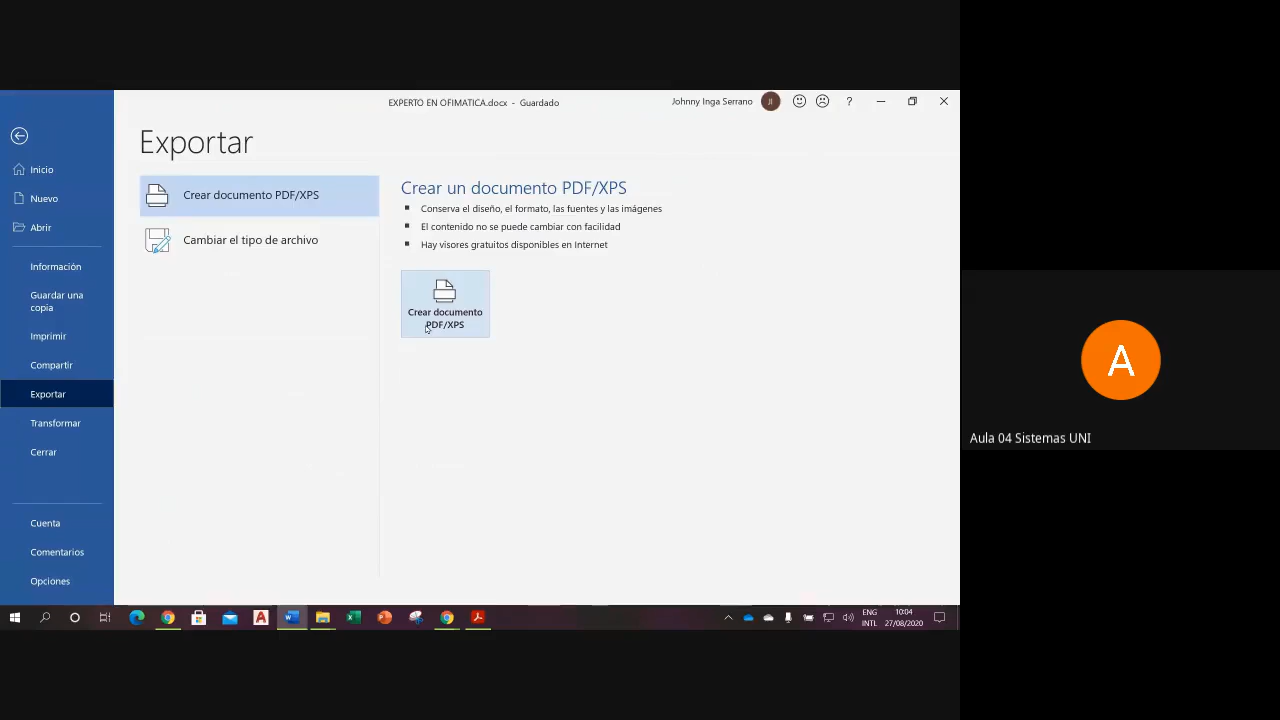 EXPERTO EN OFIMATICA.docx - Guardado
Johnny Inga Serrano
JI
?
Exportar
Inicio
Nuevo
Abrir
Información
Guardar una
copia
Imprimir
Compartir
Exportar
Transformar
Cerrar
Cuenta
Comentarios
Opciones
Crear documento PDF/XPS
Cambiar el tipo de archivo
Crear un documento PDF/XPS
Conserva el diseño, el formato, las fuentes y las imágenes
El contenido no se puede cambiar con facilidad
Hay visores gratuitos disponibles en Internet
Crear documento
PDF/XPS
A
Aula 04 Sistemas UNI
ENG
INTL
10:04
27/08/2020